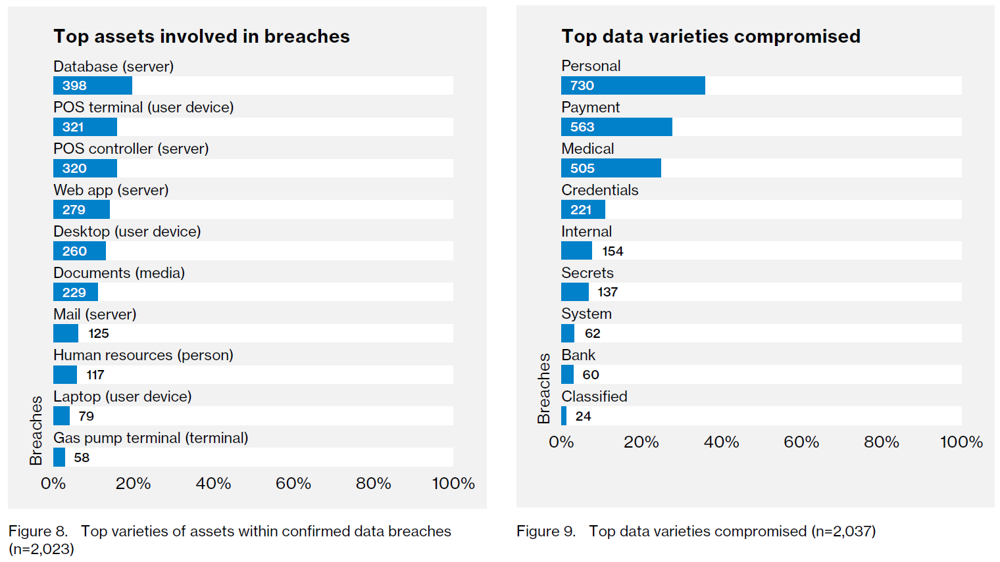 Top assets involved in breaches
Database (server)
398
POS terminal (user device)
321
POS controller (server)
320
Web app (server)
279
Desktop (user device)
260
Documents (media)
229
Mail (server)
125
Human resources (person)
117
Laptop (user device)
79
Gas pump terminal (terminal)
58
Breaches
0% 20% 40% 60% 80% 100%
Figure 8. Top varieties of assets within confirmed data breaches
(n=2,023)
Top data varieties compromised
Personal
730
Payment
563
Medical
505
Credentials
221
Internal
154
Secrets
137
System
62
Bank
60
Classified
24
Breaches
0% 20% 40% 60% 80% 100%
Figure 9. Top data varieties compromised (n=2,037)